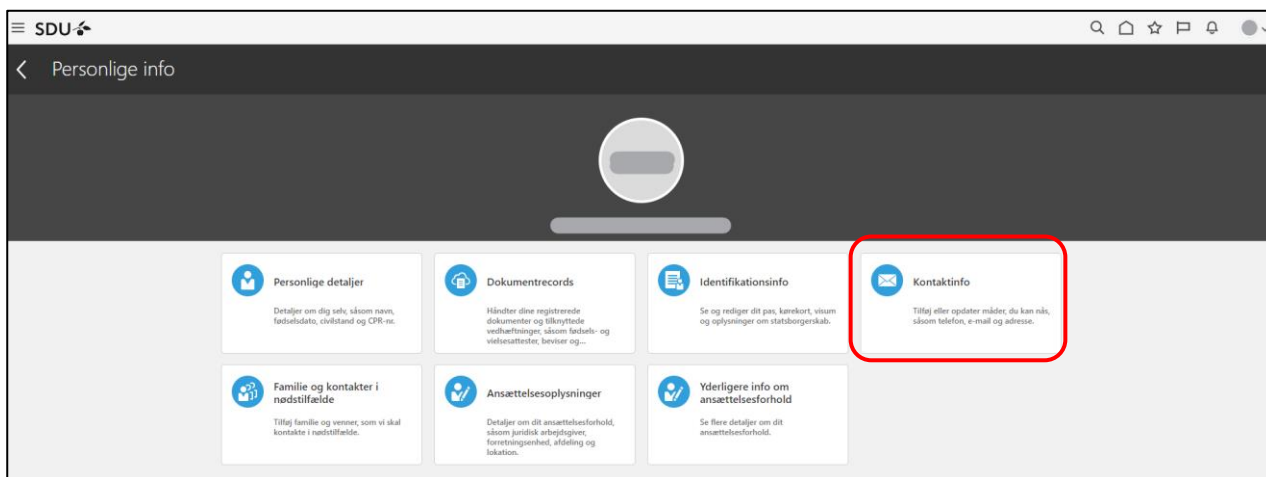 SDU
Personlige info
Personlige detaljer
Detaljer om dig selv, såsom navn,
fødselsdato, civilstand og CPR-nr.
Dokumentrecords
Håndter dine registrerede
dokumenter og tilknyttede
vedhæftninger, såsom fødsels- og
vielsesattester, beviser og...
Identifikationsinfo
Se og rediger dit pas, kørekort, visum
og oplysninger om statsborgerskab.
Kontaktinfo
Tilføj eller opdater måder, du kan nås,
såsom telefon, e-mail og adresse.
Familie og kontakter i
nødstilfælde
Tilføj familie og venner, som vi skal
kontakte i nødstilfælde.
Ansættelsesoplysninger
Detaljer om dit ansættelsesforhold,
såsom juridisk arbejdsgiver,
forretningsenhed, afdeling og
lokation.
Yderligere info om
ansættelsesforhold
Se flere detaljer om dit
ansættelsesforhold.